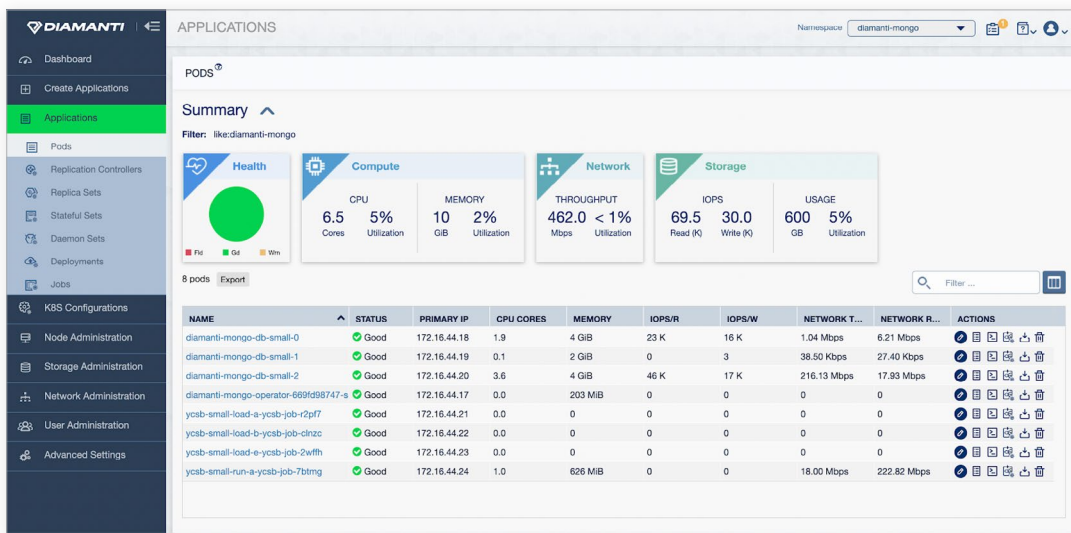 DIAMANTI
APPLICATIONS
Namespace diamanti-mongo
Dashboard
Create Applications
Applications
Pods
Replication Controllers
Replica Sets
Stateful Sets
Daemon Sets
Deployments
Jobs
K8S Configurations
Node Administration
Storage Administration
Network Administration
User Administration
Advanced Settings
PODS
Summary
Filter: like:diamanti-mongo
Health
Fld Gd Wrn
Compute
CPU MEMORY
6.5 5% 10 2%
Cores Utilization GiB Utilization
Network
THROUGHPUT
462.0 < 1%
Mbps Utilization
Storage
IOPS USAGE
69.5 30.0 600 5%
Read (K) Write (K) GB Utilization
8 pods Export
Filter ...
NAME STATUS PRIMARY IP CPU CORES MEMORY IOPS/R IOPS/W NETWORK T... NETWORK R... ACTIONS
diamanti-mongo-db-small-0 Good 172.16.44.18 1.9 4 GiB 23 K 16 K 1.04 Mbps 6.21 Mbps
diamanti-mongo-db-small-1 Good 172.16.44.19 0.1 2 GiB 0 3 38.50 Kbps 27.40 Kbps
diamanti-mongo-db-small-2 Good 172.16.44.20 3.6 4 GiB 46 K 17 K 216.13 Mbps 17.93 Mbps
diamanti-mongo-operator-669fd98747-s Good 172.16.44.17 0.0 203 MiB 0 0 0 0
ycsb-small-load-a-ycsb-job-r2pf7 Good 172.16.44.21 0.0 0 0 0 0 0
ycsb-small-load-b-ycsb-job-clnzc Good 172.16.44.22 0.0 0 0 0 0 0
ycsb-small-load-e-ycsb-job-2wffh Good 172.16.44.23 0.0 0 0 0 0 0
ycsb-small-run-a-ycsb-job-7btmg Good 172.16.44.24 1.0 626 MiB 0 0 18.00 Mbps 222.82 Mbps